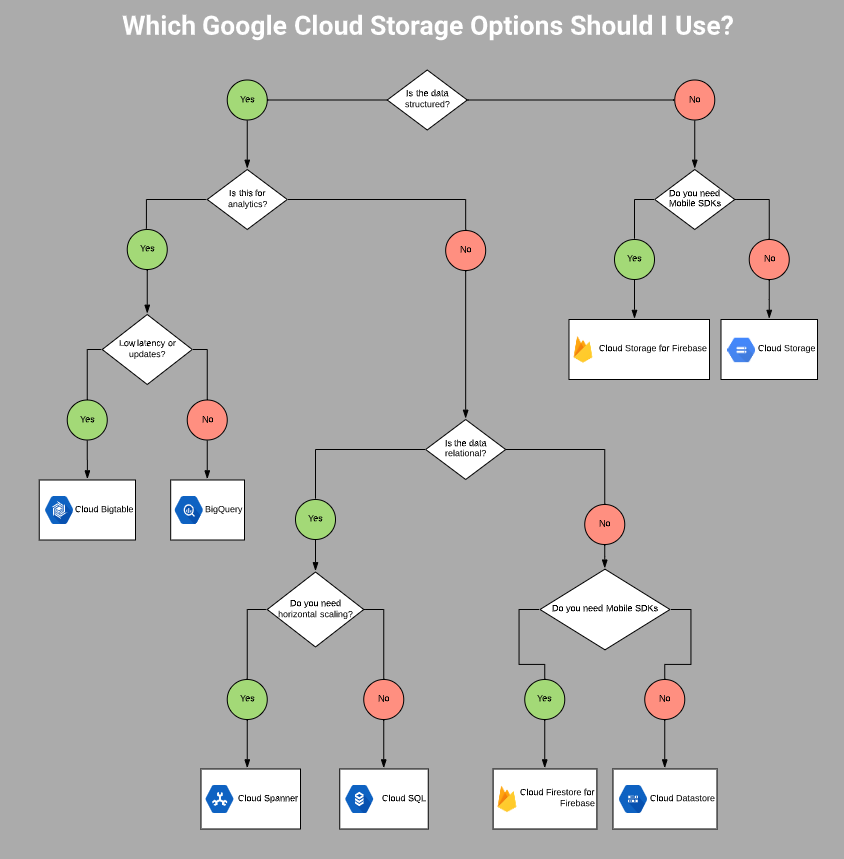 Which Google Cloud Storage Options Should I Use?
Yes
Is the data
structured?
No
Is this for
analytics?
Do you need
Mobile SDKs
Yes
No
Yes
No
Low latency or
updates?
Cloud Storage for Firebase
Cloud Storage
Yes
No
Is the data
relational?
Cloud Bigtable
BigQuery
Yes
No
Do you need
horizontal scaling?
Do you need Mobile SDKs
Yes
No
Yes
No
Cloud Spanner
Cloud SQL
Cloud Firestore for
Firebase
Cloud Datastore